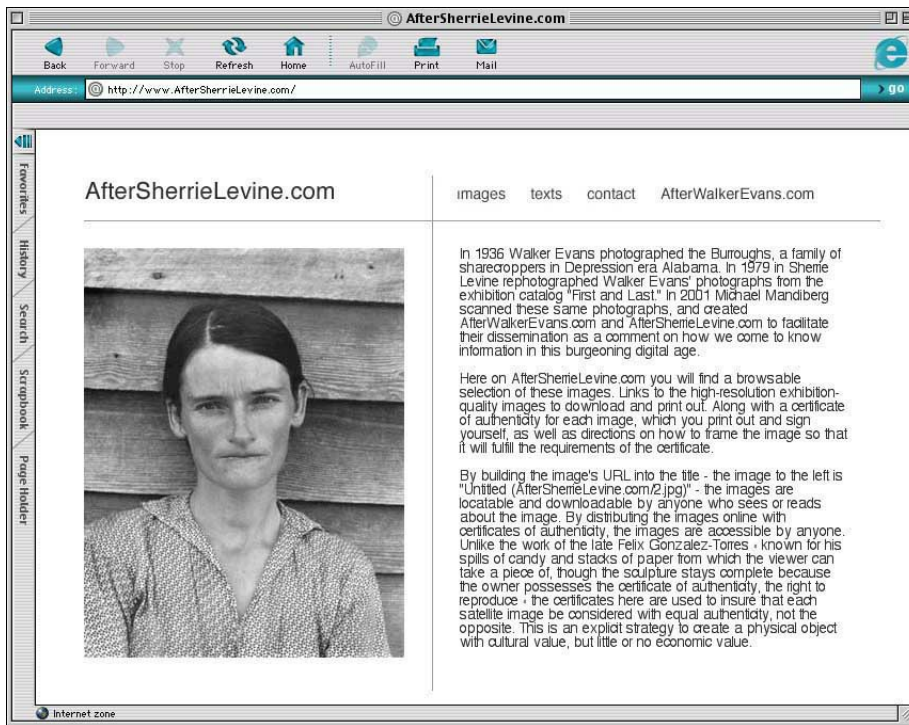 AfterSherrieLevine.com
Back
Forward
Stop
Refresh
Home
AutoFill
Print
Mail
Address:
http://www.AfterSherrieLevine.com/
go
Favorites
History
Search
Scrapbook
Page Holder
AfterSherrieLevine.com
images texts contact AfterWalkerEvans.com
In 1936 Walker Evans photographed the Burroughs, a family of
sharecroppers in Depression era Alabama. In 1979 in Sherrie
Levine rephotographed Walker Evans' photographs from the
exhibition catalog "First and Last." In 2001 Michael Mandiberg
scanned these same photographs, and created
AfterWalkerEvans.com and AfterSherrieLevine.com to facilitate
their dissemination as a comment on how we come to know
information in this burgeoning digital age.
Here on AfterSherrieLevine.com you will find a browsable
selection of these images. Links to the high-resolution exhibition-
quality images to download and print out. Along with a certificate
of authenticity for each image, which you print out and sign
yourself, as well as directions on how to frame the image so that
it will fulfill the requirements of the certificate.
By building the image's URL into the title - the image to the left is
"Untitled (AfterSherrieLevine.com/2.jpg)" - the images are
locatable and downloadable by anyone who sees or reads
about the image. By distributing the images online with
certificates of authenticity, the images are accessible by anyone.
Unlike the work of the late Felix Gonzalez-Torres - known for his
spills of candy and stacks of paper from which the viewer can
take a piece of, though the sculpture stays complete because
the owner possesses the certificate of authenticity, the right to
reproduce - the certificates here are used to insure that each
satellite image be considered with equal authenticity, not the
opposite. This is an explicit strategy to create a physical object
with cultural value, but little or no economic value.
Internet zone